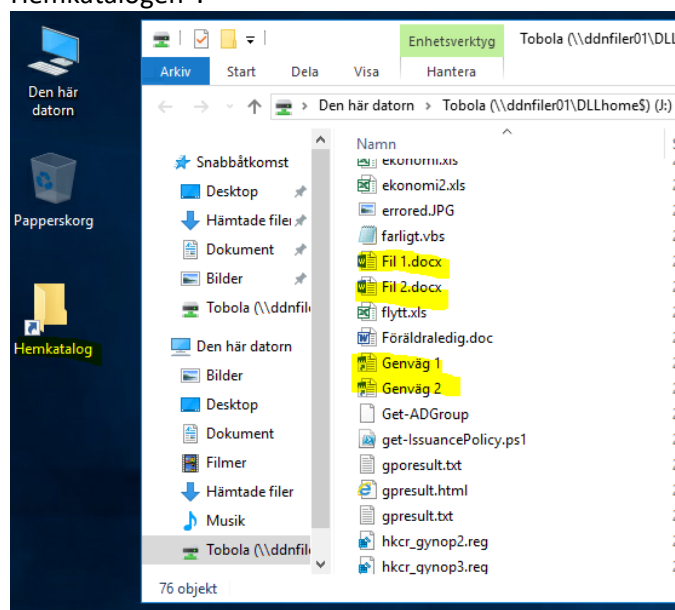 Enhetsverktyg Tobola (\\ddnfiler01\DLL
Arkiv Start Dela Visa Hantera
Den här datorn > Tobola (\\ddnfiler01\DLLhome$) (J:)
Den här
datorn
Papperskorg
Hemkatalog
Snabbåtkomst
Desktop
Hämtade filer
Dokument
Bilder
Tobola (\\ddnfil
Den här datorn
Bilder
Desktop
Dokument
Filmer
Hämtade filer
Musik
Tobola (\\ddnfil
Namn
ekonomi.xls
ekonomi2.xls
errored.JPG
farligt.vbs
Fil 1.docx
Fil 2.docx
flytt.xls
Föräldraledig.doc
Genväg 1
Genväg 2
Get-ADGroup
get-IssuancePolicy.ps1
gporesult.txt
gpresult.html
gpresult.txt
hkcr_gynop2.reg
hkcr_gynop3.reg
76 objekt